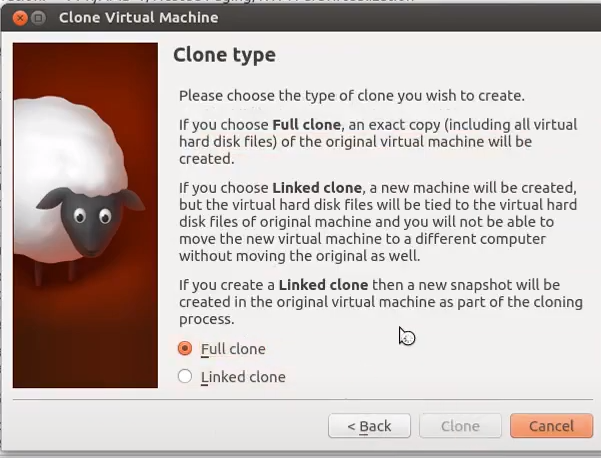 Clone Virtual Machine
Clone type
Please choose the type of clone you wish to create.
If you choose Full clone, an exact copy (including all virtual
hard disk files) of the original virtual machine will be
created.
If you choose Linked clone, a new machine will be created,
but the virtual hard disk files will be tied to the virtual hard
disk files of original machine and you will not be able to
move the new virtual machine to a different computer
without moving the original as well.
If you create a Linked clone then a new snapshot will be
created in the original virtual machine as part of the cloning
process.
Full clone
Linked clone
< Back Clone Cancel